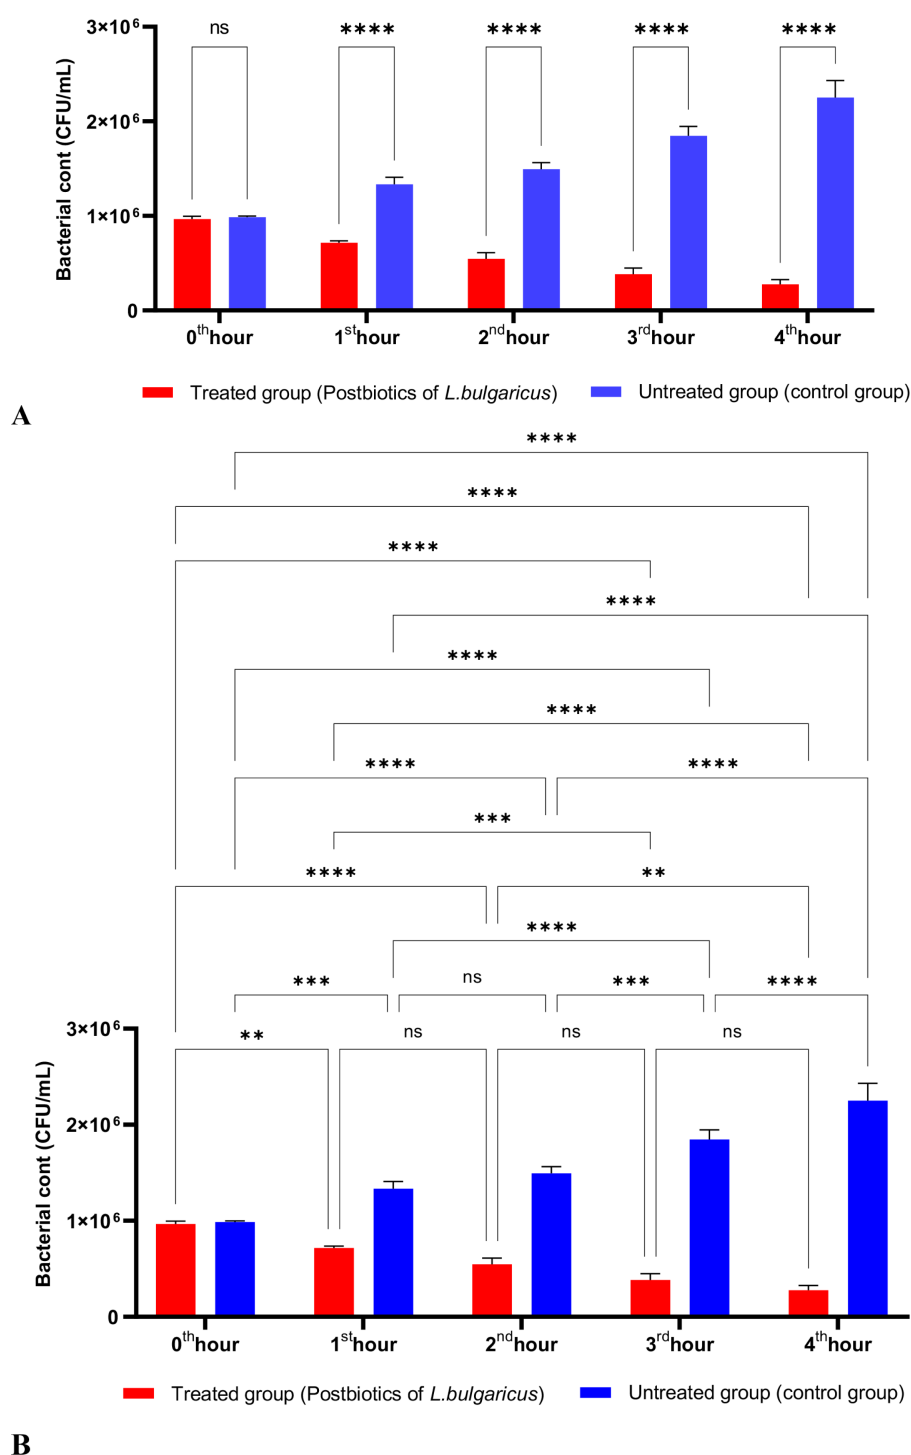 3×10⁶
ns
****
****
****
****
Bacterial cont (CFU/mL)
2×10⁶
1×10⁶
0
0ᵗʰhour
1ˢᵗhour
2ⁿᵈhour
3ʳᵈhour
4ᵗʰhour
Treated group (Postbiotics of L.bulgaricus)
Untreated group (control group)
A
****
****
****
****
****
****
****
****
***
****
**
****
***
ns
***
****
3×10⁶
**
ns
ns
ns
Bacterial cont (CFU/mL)
2×10⁶
1×10⁶
0
0ᵗʰhour
1ˢᵗhour
2ⁿᵈhour
3ʳᵈhour
4ᵗʰhour
Treated group (Postbiotics of L.bulgaricus)
Untreated group (control group)
B